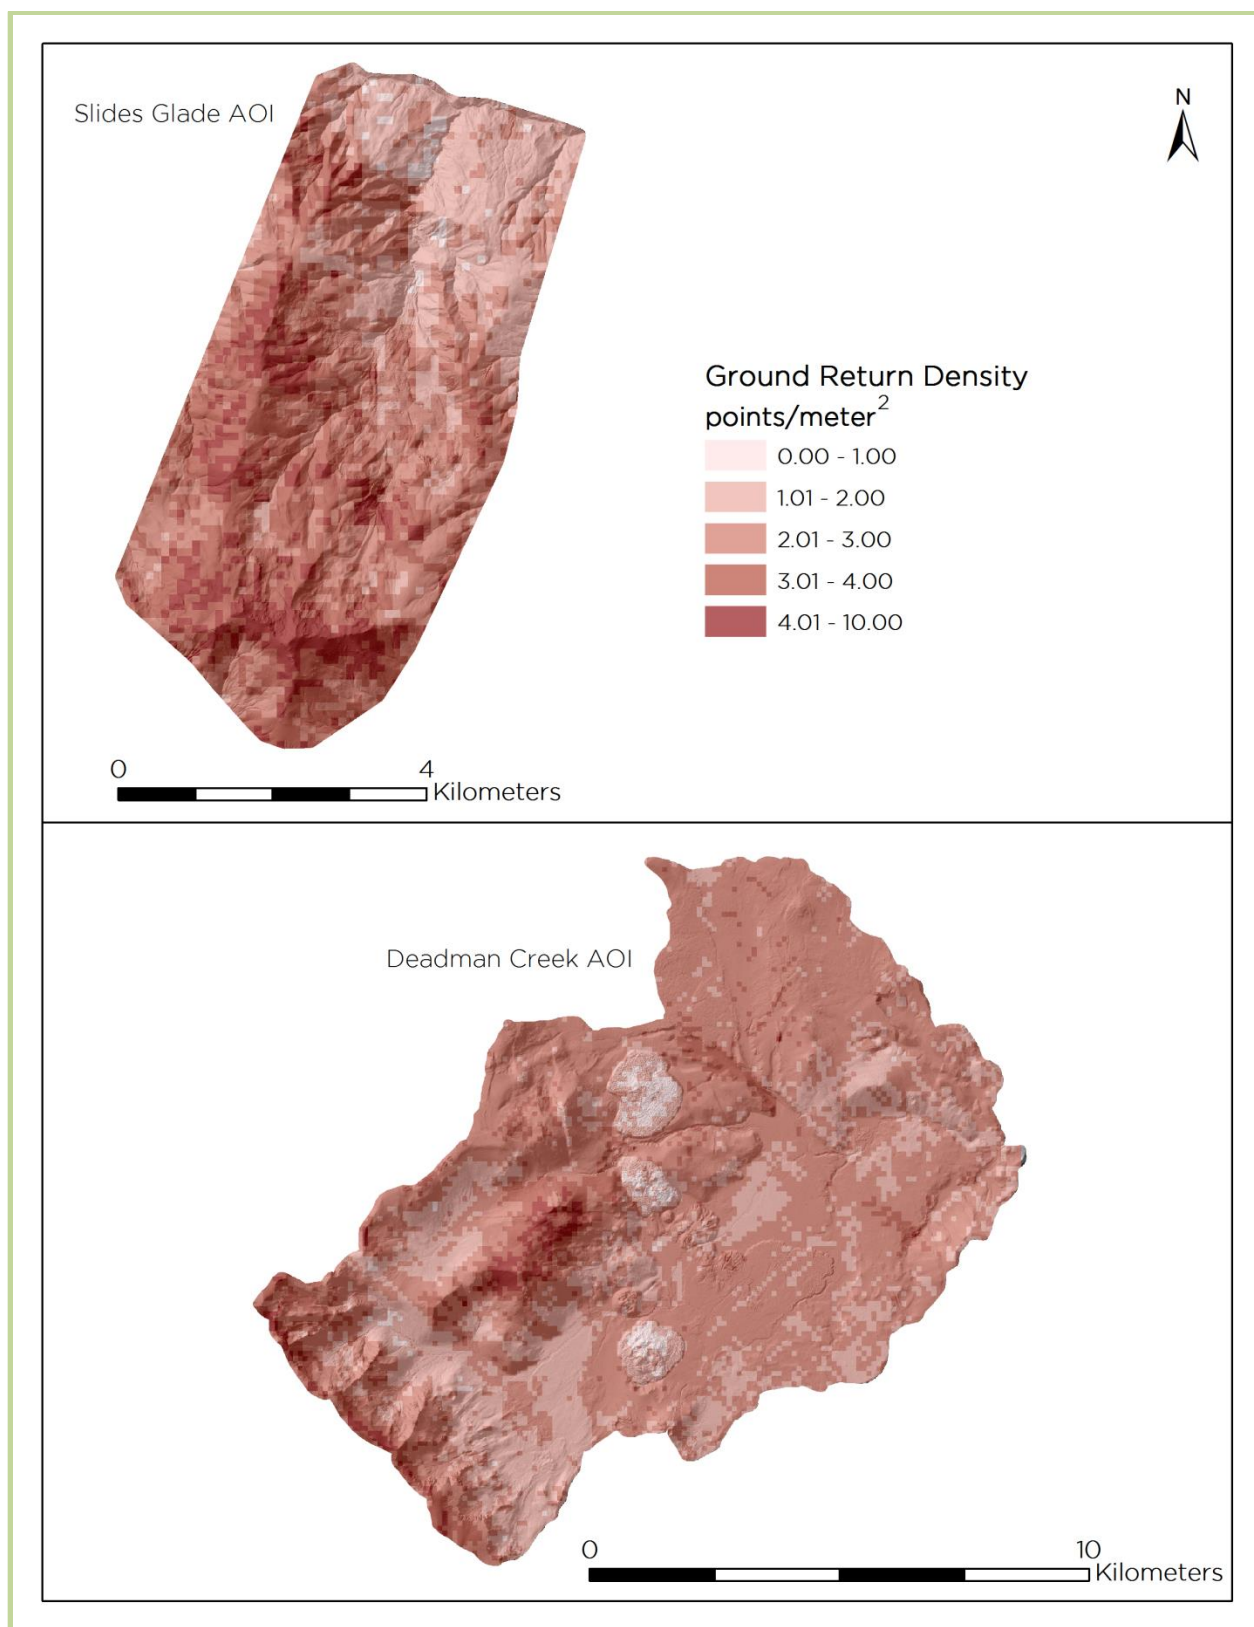 Slides Glade AOI
N
Ground Return Density
points/meter²
0.00 - 1.00
1.01 - 2.00
2.01 - 3.00
3.01 - 4.00
4.01 - 10.00
0 4
Kilometers
Deadman Creek AOI
0 10
Kilometers